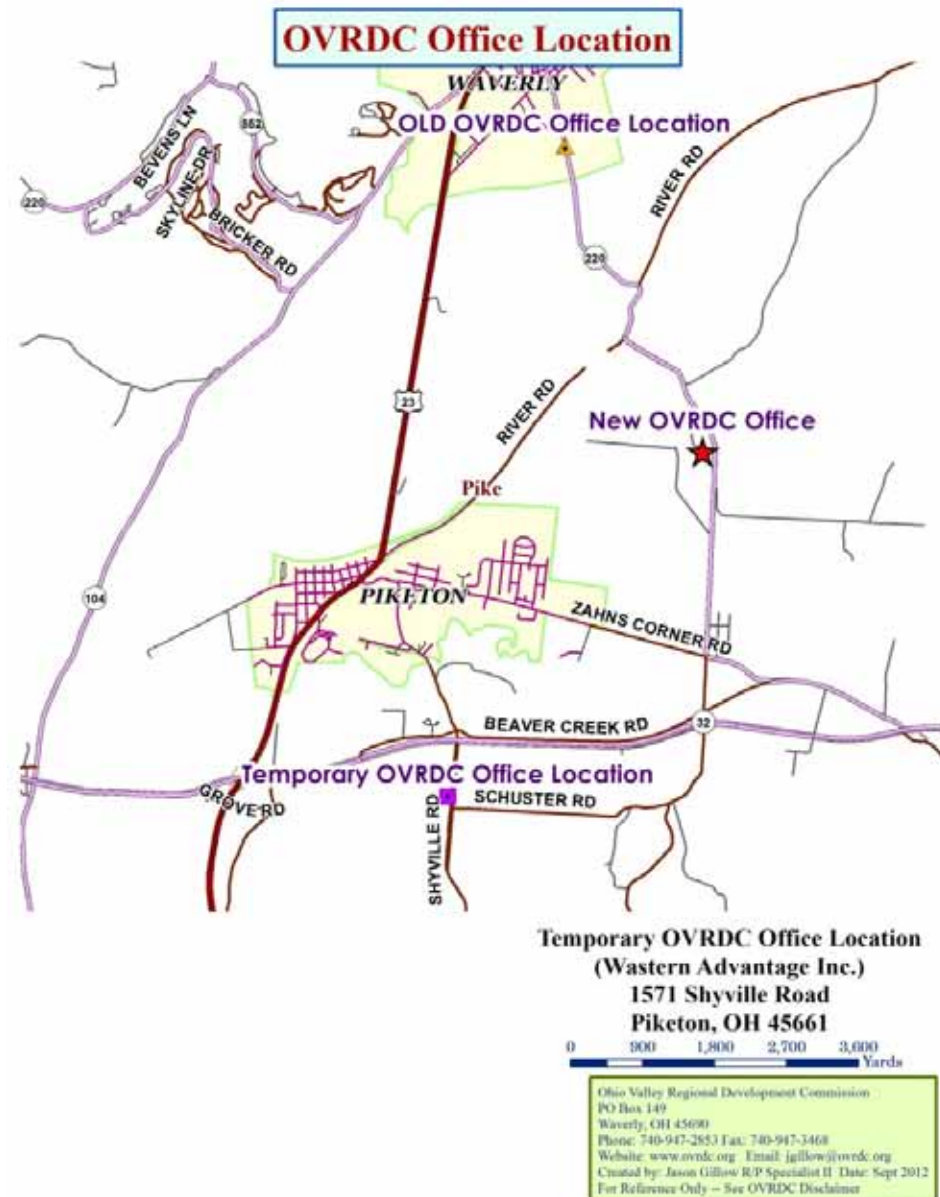 OVRDC Office Location
WAVERLY
OLD OVRDC Office Location
552
BEVENS LN
SKYLINE DR
BRICKER RD
220
RIVER RD
220
23
RIVER RD
New OVRDC Office
Pike
PIKETON
104
ZAHNS CORNER RD
32
BEAVER CREEK RD
Temporary OVRDC Office Location
GROVE RD
SCHUSTER RD
SHYVILLE RD
Temporary OVRDC Office Location
(Wastern Advantage Inc.)
1571 Shyville Road
Piketon, OH 45661
0 900 1,800 2,700 3,600
Yards
Ohio Valley Regional Development Commission
PO Box 149
Waverly, OH 45690
Phone: 740-947-2853 Fax: 740-947-3468
Website: www.ovrdc.org Email: jgillow@ovrdc.org
Created by: Jason Gillow R/P Specialist II Date: Sept 2012
For Reference Only -- See OVRDC Disclaimer